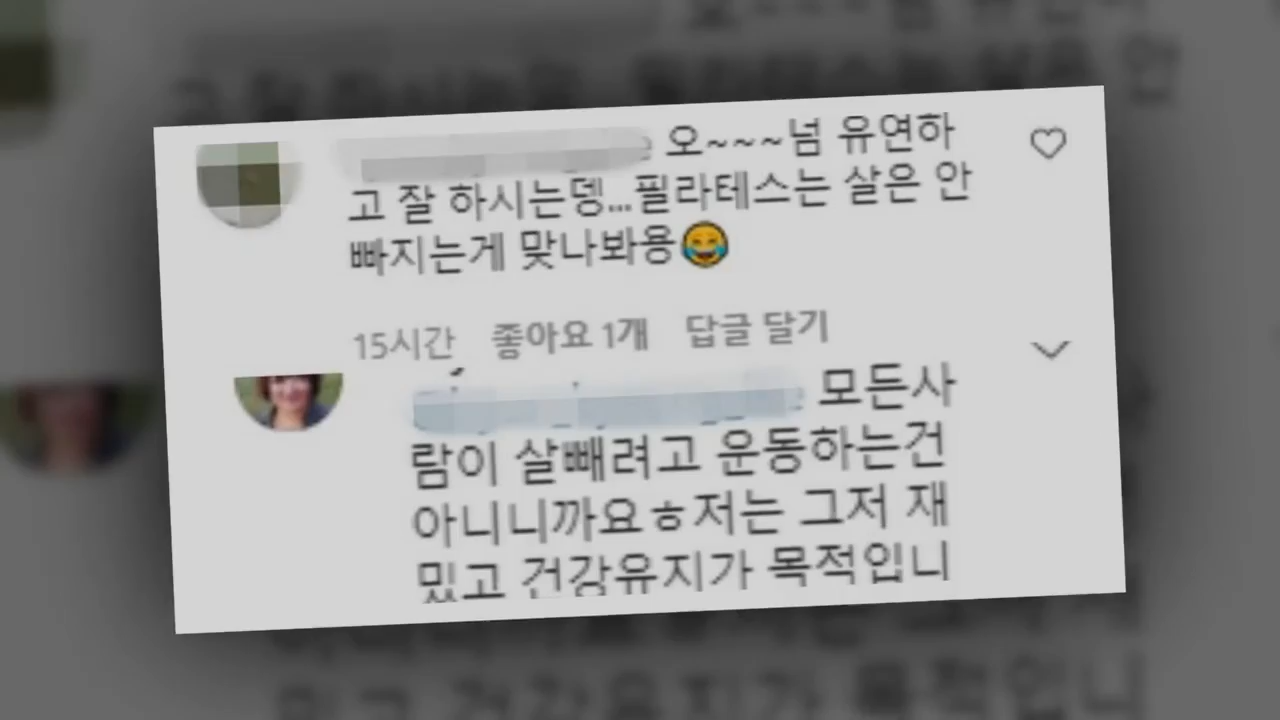 오~~~넘 유연하
고 잘 하시는뎅...필라테스는 살은 안
빠지는게 맞나봐용😂
15시간 좋아요 1개 답글 달기
모든사
람이 살빼려고 운동하는건
아니니까요ㅎ저는 그저 재
밌고 건강유지가 목적입니